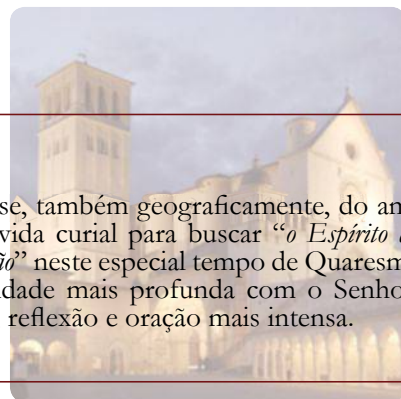 se, também geograficamente, do am
vida curial para buscar “o Espírito
ão” neste especial tempo de Quaresm
idade mais profunda com o Senho
reflexão e oração mais intensa.